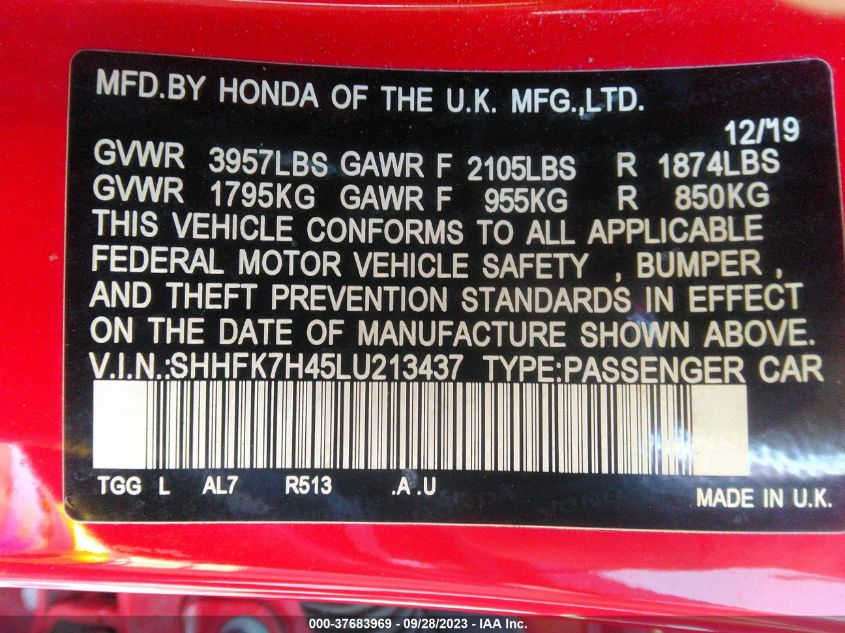 MFD.BY HONDA OF THE U.K. MFG.,LTD.
12/'19
GVWR 3957LBS GAWR F 2105LBS R 1874LBS
GVWR 1795KG GAWR F 955KG R 850KG
THIS VEHICLE CONFORMS TO ALL APPLICABLE
FEDERAL MOTOR VEHICLE SAFETY , BUMPER ,
AND THEFT PREVENTION STANDARDS IN EFFECT
ON THE DATE OF MANUFACTURE SHOWN ABOVE.
V.I.N.:SHHFK7H45LU213437 TYPE:PASSENGER CAR
TGG L AL7 R513 .A .U
MADE IN U.K.
000-37683969 - 09/28/2023 - IAA Inc.